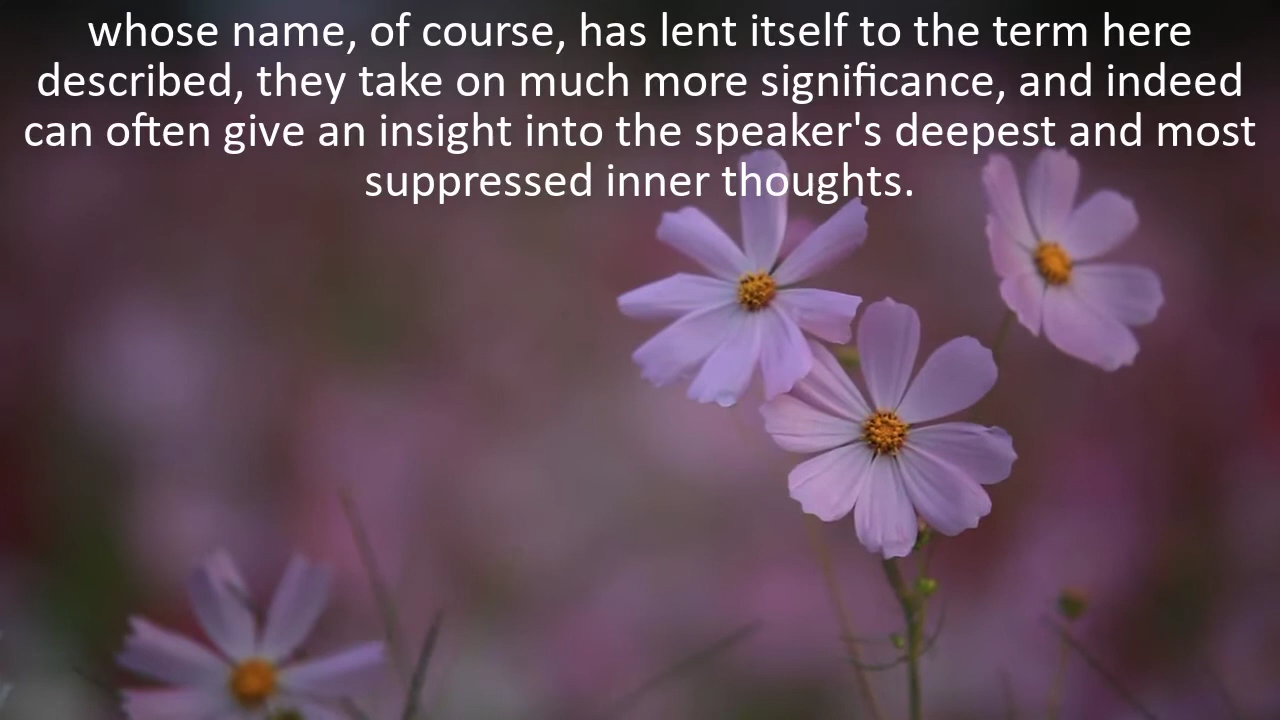 whose name, of course, has lent itself to the term here
described, they take on much more significance, and indeed
can often give an insight into the speaker's deepest and most
suppressed inner thoughts.